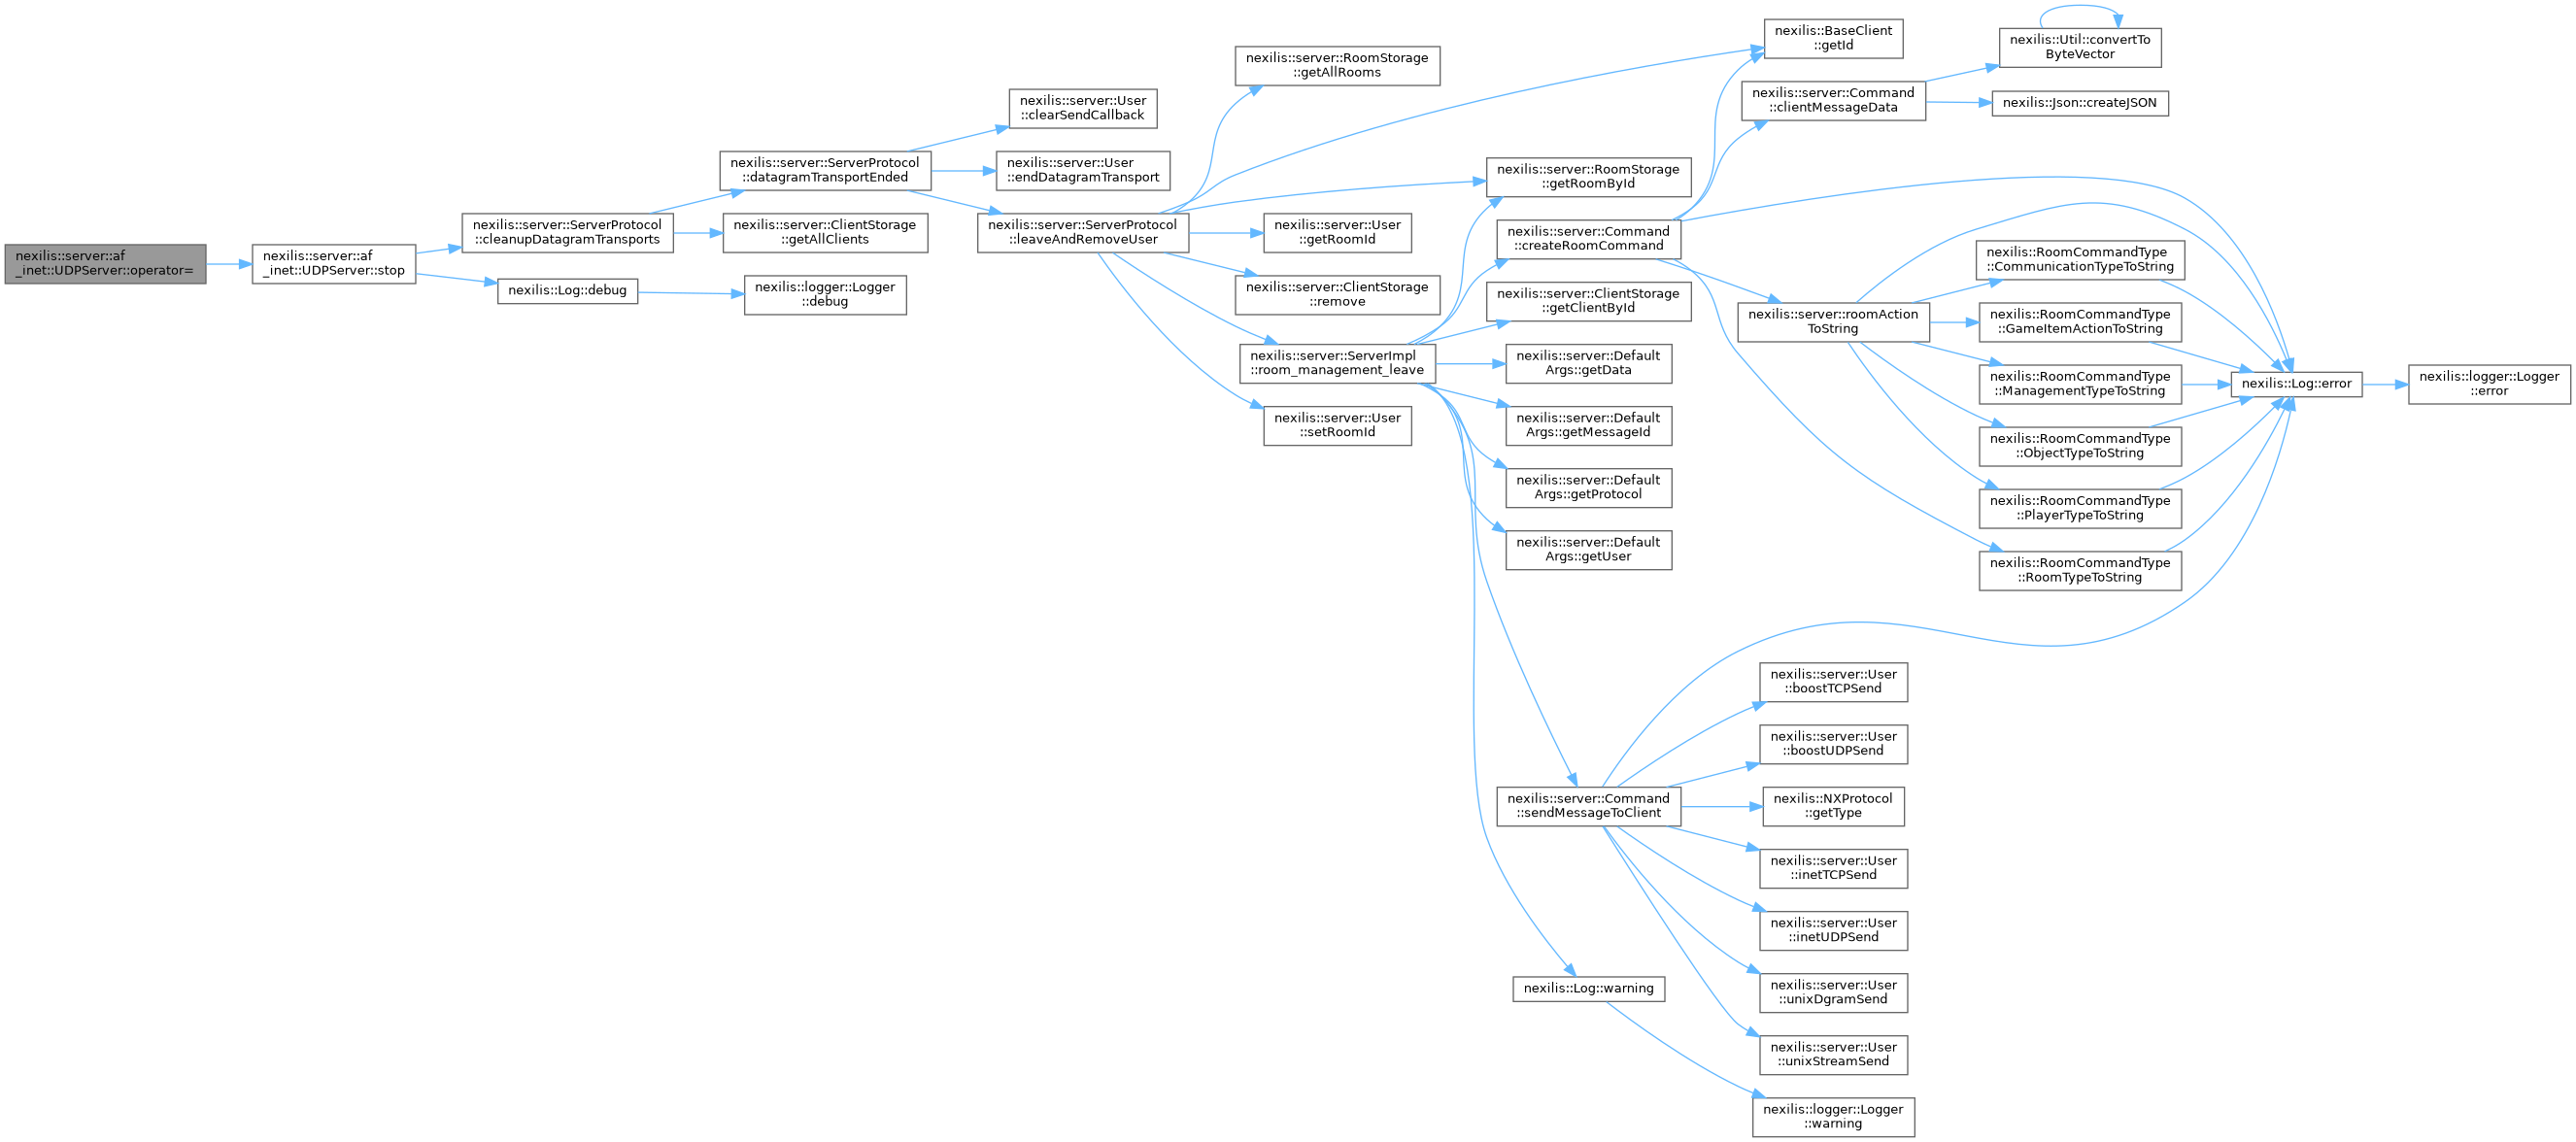 nexilis::server::af
_inet::UDPServer::operator=
nexilis::server::af
_inet::UDPServer::stop
nexilis::server::ServerProtocol
::cleanupDatagramTransports
nexilis::Log::debug
nexilis::server::ServerProtocol
::datagramTransportEnded
nexilis::server::ClientStorage
::getAllClients
nexilis::logger::Logger
::debug
nexilis::server::User
::clearSendCallback
nexilis::server::User
::endDatagramTransport
nexilis::server::ServerProtocol
::leaveAndRemoveUser
nexilis::server::RoomStorage
::getAllRooms
nexilis::server::User
::getRoomId
nexilis::server::ClientStorage
::remove
nexilis::server::ServerImpl
::room_management_leave
nexilis::server::User
::setRoomId
nexilis::server::RoomStorage
::getRoomById
nexilis::server::Command
::createRoomCommand
nexilis::server::ClientStorage
::getClientById
nexilis::server::Default
Args::getData
nexilis::server::Default
Args::getMessageId
nexilis::server::Default
Args::getProtocol
nexilis::server::Default
Args::getUser
nexilis::server::Command
::sendMessageToClient
nexilis::Log::warning
nexilis::BaseClient
::getId
nexilis::server::Command
::clientMessageData
nexilis::server::roomAction
ToString
nexilis::server::User
::boostTCPSend
nexilis::server::User
::boostUDPSend
nexilis::NXProtocol
::getType
nexilis::server::User
::inetTCPSend
nexilis::server::User
::inetUDPSend
nexilis::server::User
::unixDgramSend
nexilis::server::User
::unixStreamSend
nexilis::logger::Logger
::warning
nexilis::Util::convertTo
ByteVector
nexilis::Json::createJSON
nexilis::RoomCommandType
::CommunicationTypeToString
nexilis::RoomCommandType
::GameItemActionToString
nexilis::RoomCommandType
::ManagementTypeToString
nexilis::RoomCommandType
::ObjectTypeToString
nexilis::RoomCommandType
::PlayerTypeToString
nexilis::RoomCommandType
::RoomTypeToString
nexilis::Log::error
nexilis::logger::Logger
::error